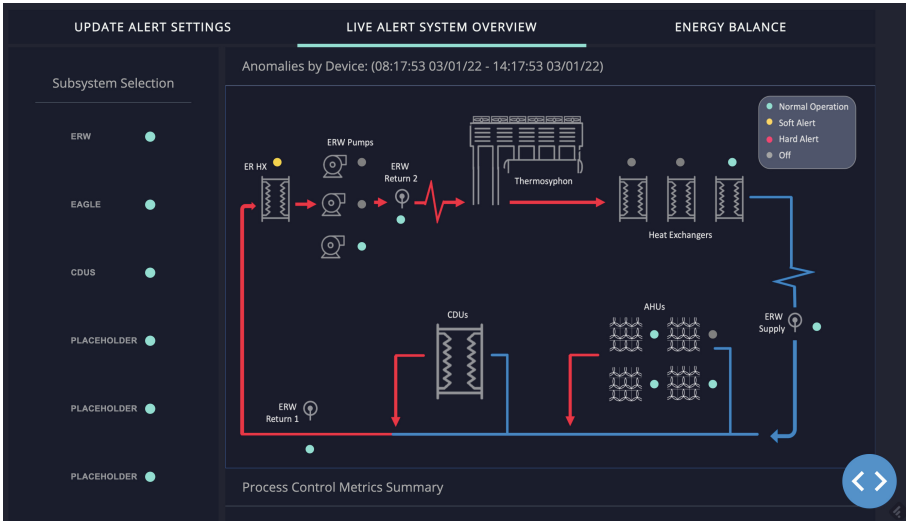 UPDATE ALERT SETTINGS
LIVE ALERT SYSTEM OVERVIEW
ENERGY BALANCE
Subsystem Selection
ERW
EAGLE
CDUS
PLACEHOLDER
PLACEHOLDER
PLACEHOLDER
Anomalies by Device: (08:17:53 03/01/22 - 14:17:53 03/01/22)
Normal Operation
Soft Alert
Hard Alert
Off
ER HX
ERW Pumps
ERW
Return 2
Thermosyphon
Heat Exchangers
ERW
Supply
CDUs
AHUs
ERW
Return 1
Process Control Metrics Summary